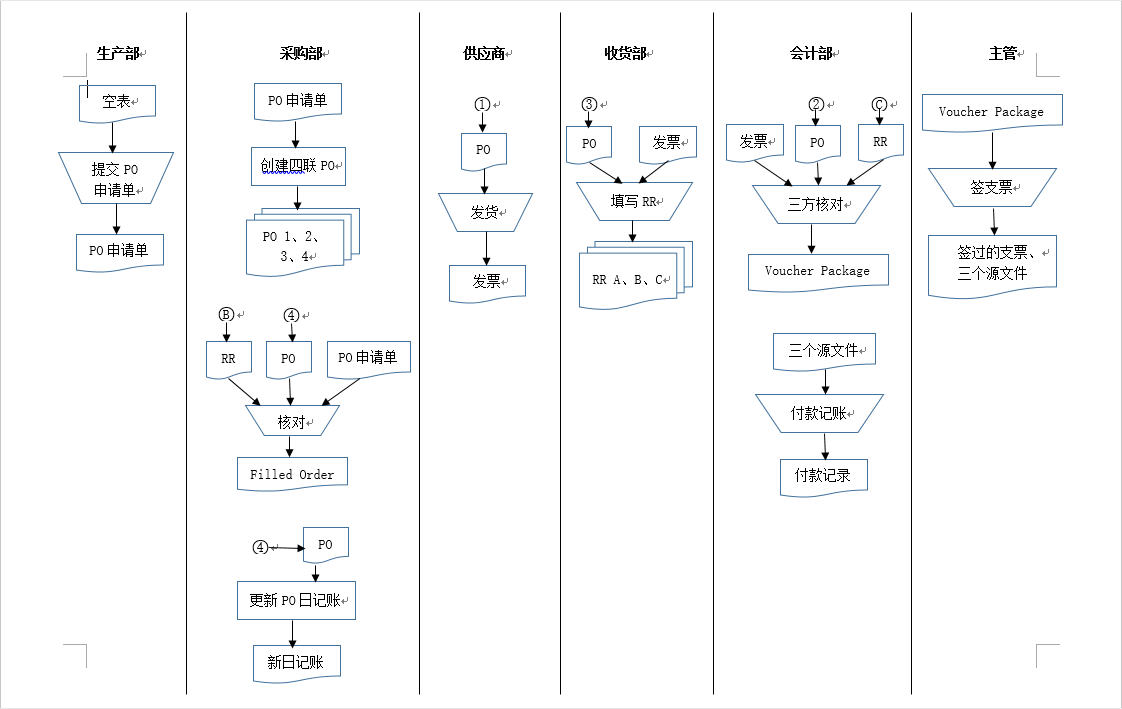 生产部
空表
提交 PO
申请单
PO 申请单
采购部
PO 申请单
创建四联 PO
PO 1、2、
3、4
Ⓑ
④
RR
PO
PO 申请单
核对
Filled Order
④
PO
更新 PO 日记账
新日记账
供应商
①
PO
发货
发票
收货部
③
PO
发票
填写 RR
RR A、B、C
会计部
②
Ⓒ
发票
PO
RR
三方核对
Voucher Package
三个源文件
付款记账
付款记录
主管
Voucher Package
签支票
签过的支票、
三个源文件